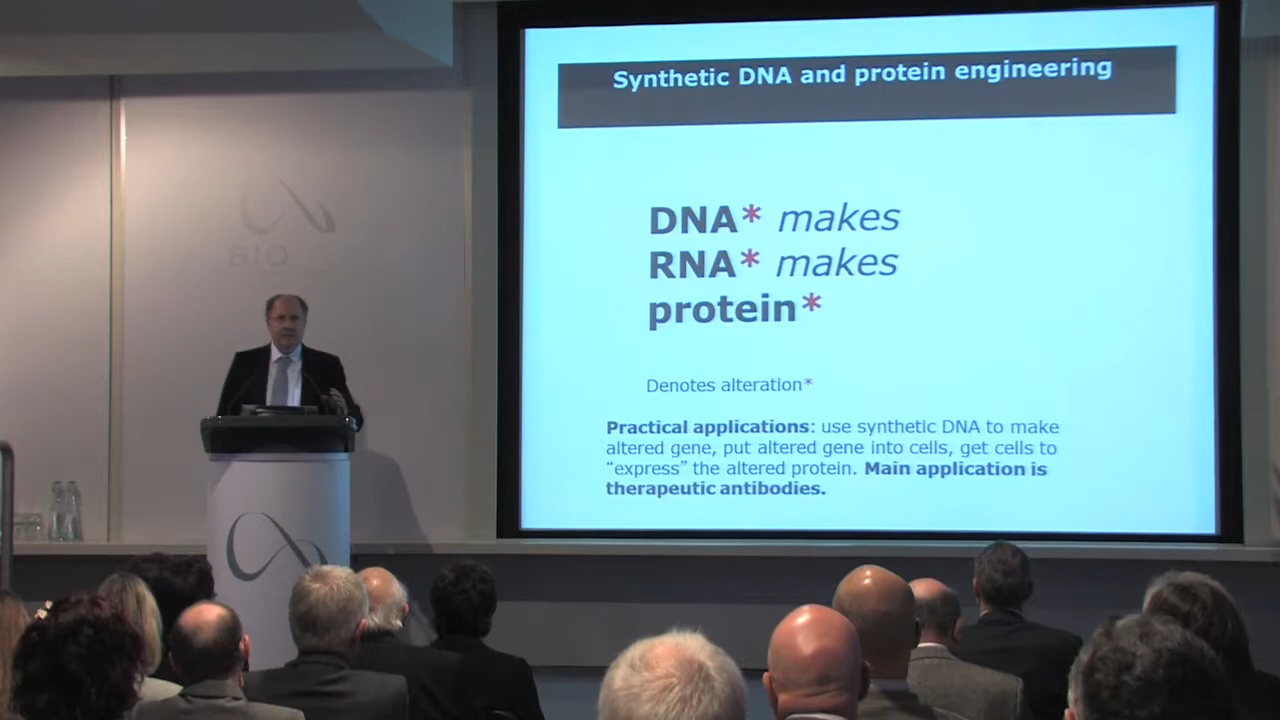 Synthetic DNA and protein engineering
DNA* makes
RNA* makes
protein*
Denotes alteration*
Practical applications: use synthetic DNA to make
altered gene, put altered gene into cells, get cells to
“express” the altered protein. Main application is
therapeutic antibodies.